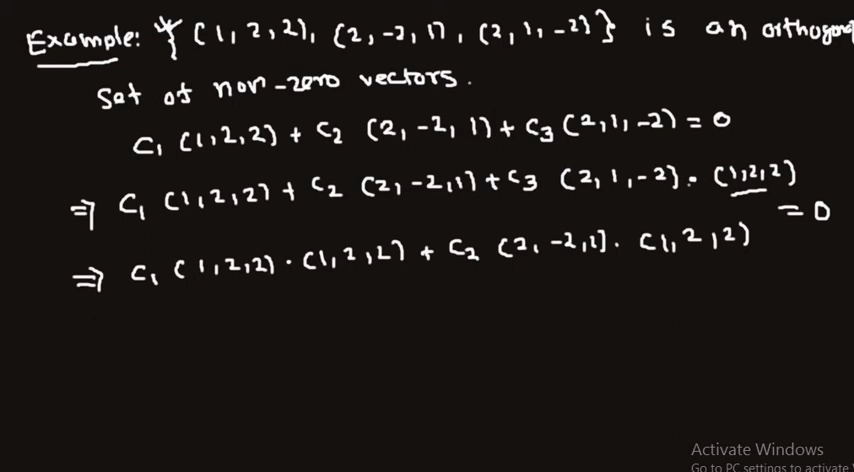 Example: { (1, 2, 2), (2, -2, 1), (2, 1, -2) } is an orthogonal
Set of non-zero vectors.
C₁ (1, 2, 2) + C₂ (2, -2, 1) + C₃ (2, 1, -2) = 0
⇒ C₁ (1, 2, 2) + C₂ (2, -2, 1) + C₃ (2, 1, -2) · (1, 2, 2)
= 0
⇒ C₁ (1, 2, 2) · (1, 2, 2) + C₂ (2, -2, 1) · (1, 2, 2)
Activate Windows
Go to PC settings to activate